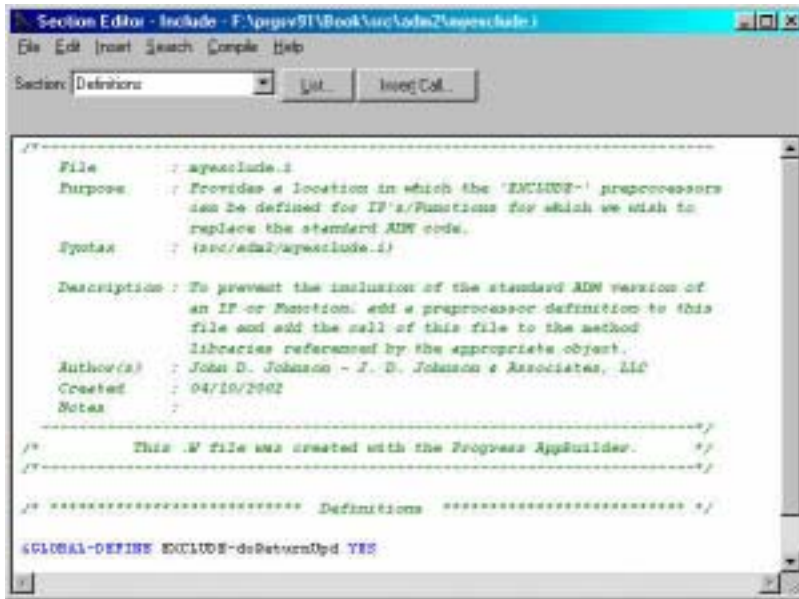 Section Editor - Include - F:\prgsv91\Book\src\adm2\myexclude.i
File Edit Insert Search Compile Help
Section: Definitions List... Insert Call...
/*------------------------------------------------------------------------
File : myexclude.i
Purpose : Provides a location in which the 'EXCLUDE-' preprocessors
can be defined for IP's/Functions for which we wish to
replace the standard ADM code.
Syntax : {src/adm2/myexclude.i}
Description : To prevent the inclusion of the standard ADM version of
an IP or Function, add a preprocessor definition to this
file and add the call of this file to the method
libraries referenced by the appropriate object.
Author(s) : John D. Johnson - J. D. Johnson & Associates, LLC
Created : 04/10/2002
Notes :
----------------------------------------------------------------------*/
/* This .W file was created with the Progress AppBuilder. */
/*----------------------------------------------------------------------*/
/* *************************** Definitions ************************** */
&GLOBAL-DEFINE EXCLUDE-doReturnUpd YES